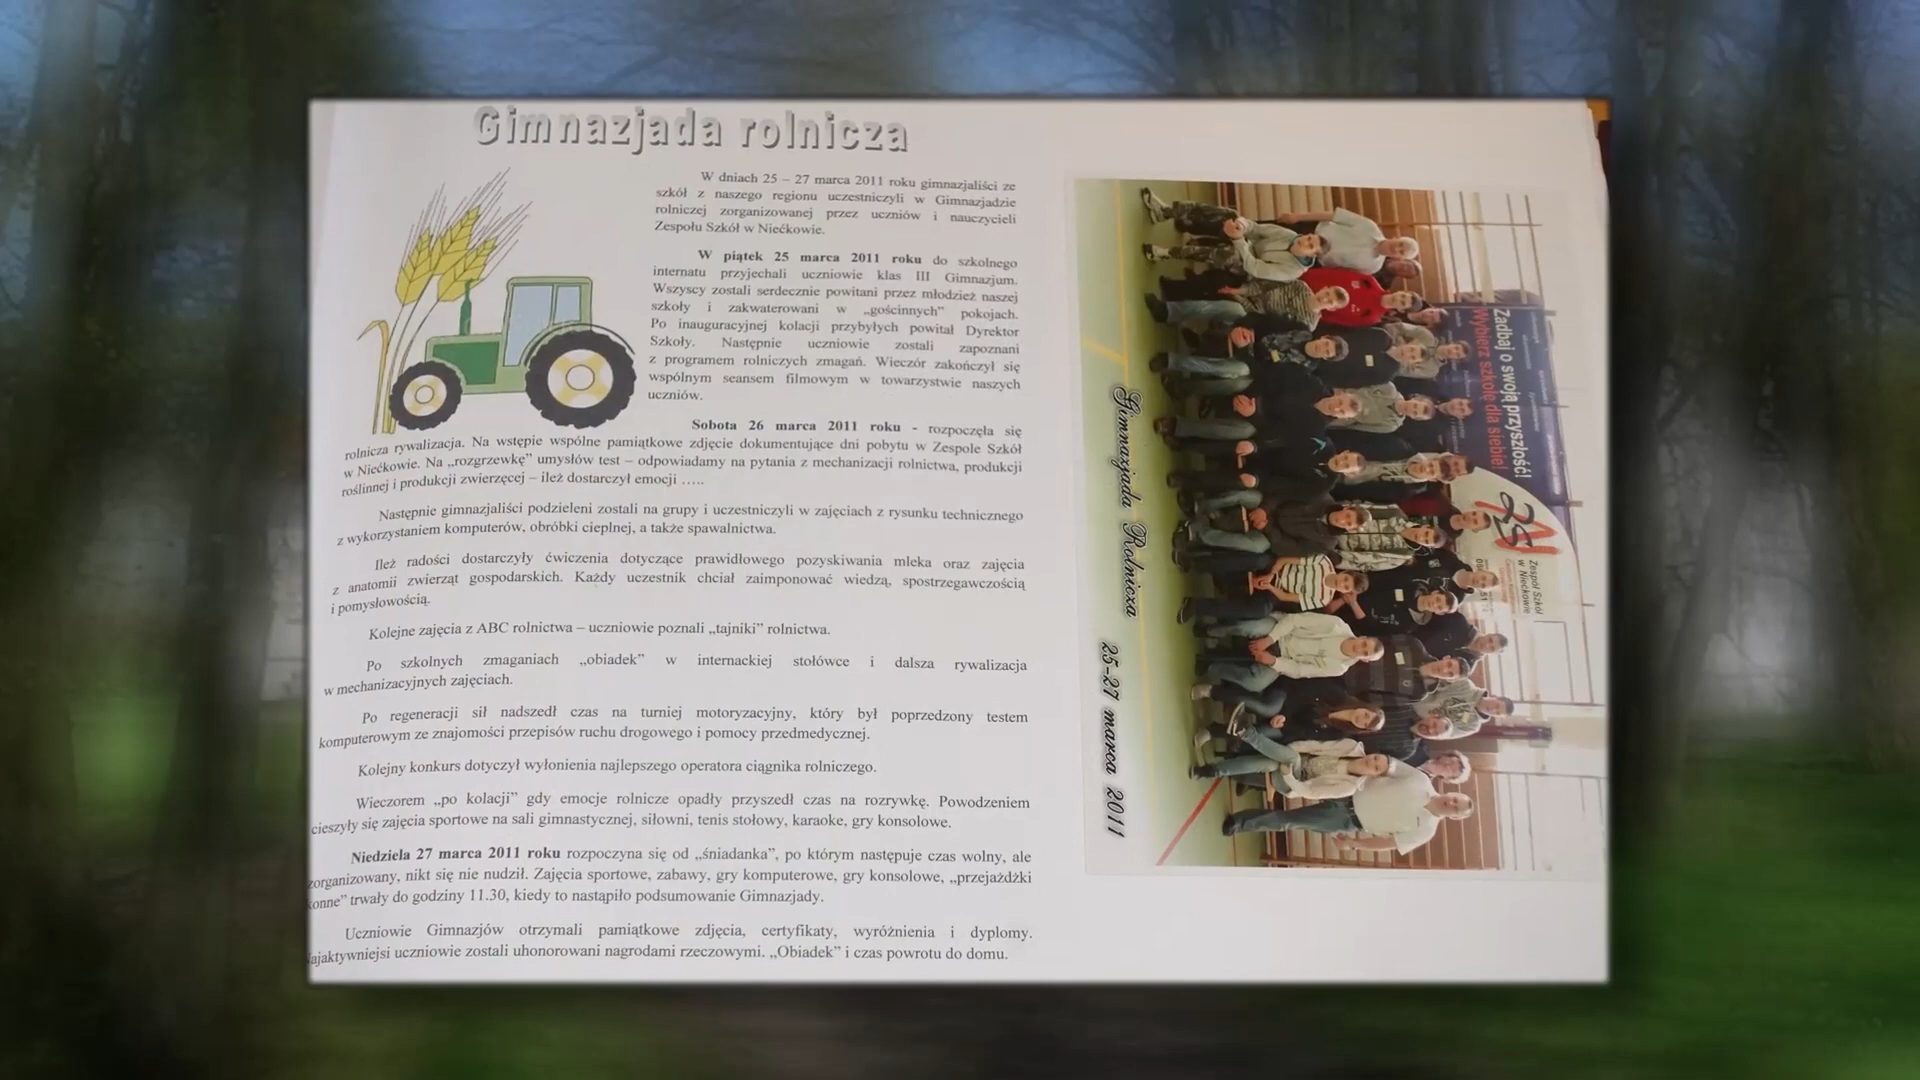 Gimnazjada rolnicza
W dniach 25 – 27 marca 2011 roku gimnazjaliści ze
szkół z naszego regionu uczestniczyli w Gimnazjadzie
rolniczej zorganizowanej przez uczniów i nauczycieli
Zespołu Szkół w Niećkowie.
W piątek 25 marca 2011 roku do szkolnego
internatu przyjechali uczniowie klas III Gimnazjum.
Wszyscy zostali serdecznie powitani przez młodzież naszej
szkoły i zakwaterowani w „gościnnych” pokojach.
Po inauguracyjnej kolacji przybyłych powitał Dyrektor
Szkoły. Następnie uczniowie zostali zapoznani
z programem rolniczych zmagań. Wieczór zakończył się
wspólnym seansem filmowym w towarzystwie naszych
uczniów.
Sobota 26 marca 2011 roku - rozpoczęła się
rolnicza rywalizacja. Na wstępie wspólne pamiątkowe zdjęcie dokumentujące dni pobytu w Zespole Szkół
w Niećkowie. Na „rozgrzewkę” umysłów test – odpowiadamy na pytania z mechanizacji rolnictwa, produkcji
roślinnej i produkcji zwierzęcej – ileż dostarczył emocji …..
Następnie gimnazjaliści podzieleni zostali na grupy i uczestniczyli w zajęciach z rysunku technicznego
z wykorzystaniem komputerów, obróbki cieplnej, a także spawalnictwa.
Ileż radości dostarczyły ćwiczenia dotyczące prawidłowego pozyskiwania mleka oraz zajęcia
z anatomii zwierząt gospodarskich. Każdy uczestnik chciał zaimponować wiedzą, spostrzegawczością
i pomysłowością.
Kolejne zajęcia z ABC rolnictwa – uczniowie poznali „tajniki” rolnictwa.
Po szkolnych zmaganiach „obiadek” w internackiej stołówce i dalsza rywalizacja
w mechanizacyjnych zajęciach.
Po regeneracji sił nadszedł czas na turniej motoryzacyjny, który był poprzedzony testem
komputerowym ze znajomości przepisów ruchu drogowego i pomocy przedmedycznej.
Kolejny konkurs dotyczył wyłonienia najlepszego operatora ciągnika rolniczego.
Wieczorem „po kolacji” gdy emocje rolnicze opadły przyszedł czas na rozrywkę. Powodzeniem
cieszyły się zajęcia sportowe na sali gimnastycznej, siłowni, tenis stołowy, karaoke, gry konsolowe.
Niedziela 27 marca 2011 roku rozpoczyna się od „śniadanka”, po którym następuje czas wolny, ale
zorganizowany, nikt się nie nudził. Zajęcia sportowe, zabawy, gry komputerowe, gry konsolowe, „przejażdżki
konne” trwały do godziny 11.30, kiedy to nastąpiło podsumowanie Gimnazjady.
Uczniowie Gimnazjów otrzymali pamiątkowe zdjęcia, certyfikaty, wyróżnienia i dyplomy.
ajaktywniejsi uczniowie zostali uhonorowani nagrodami rzeczowymi. „Obiadek” i czas powrotu do domu.
Zadbaj o swoją przyszłość!
Wybierz szkołę dla siebie!
ZS
Zespół Szkół
w Niećkowie
Gimnazjada Rolnicza 25-27 marca 2011